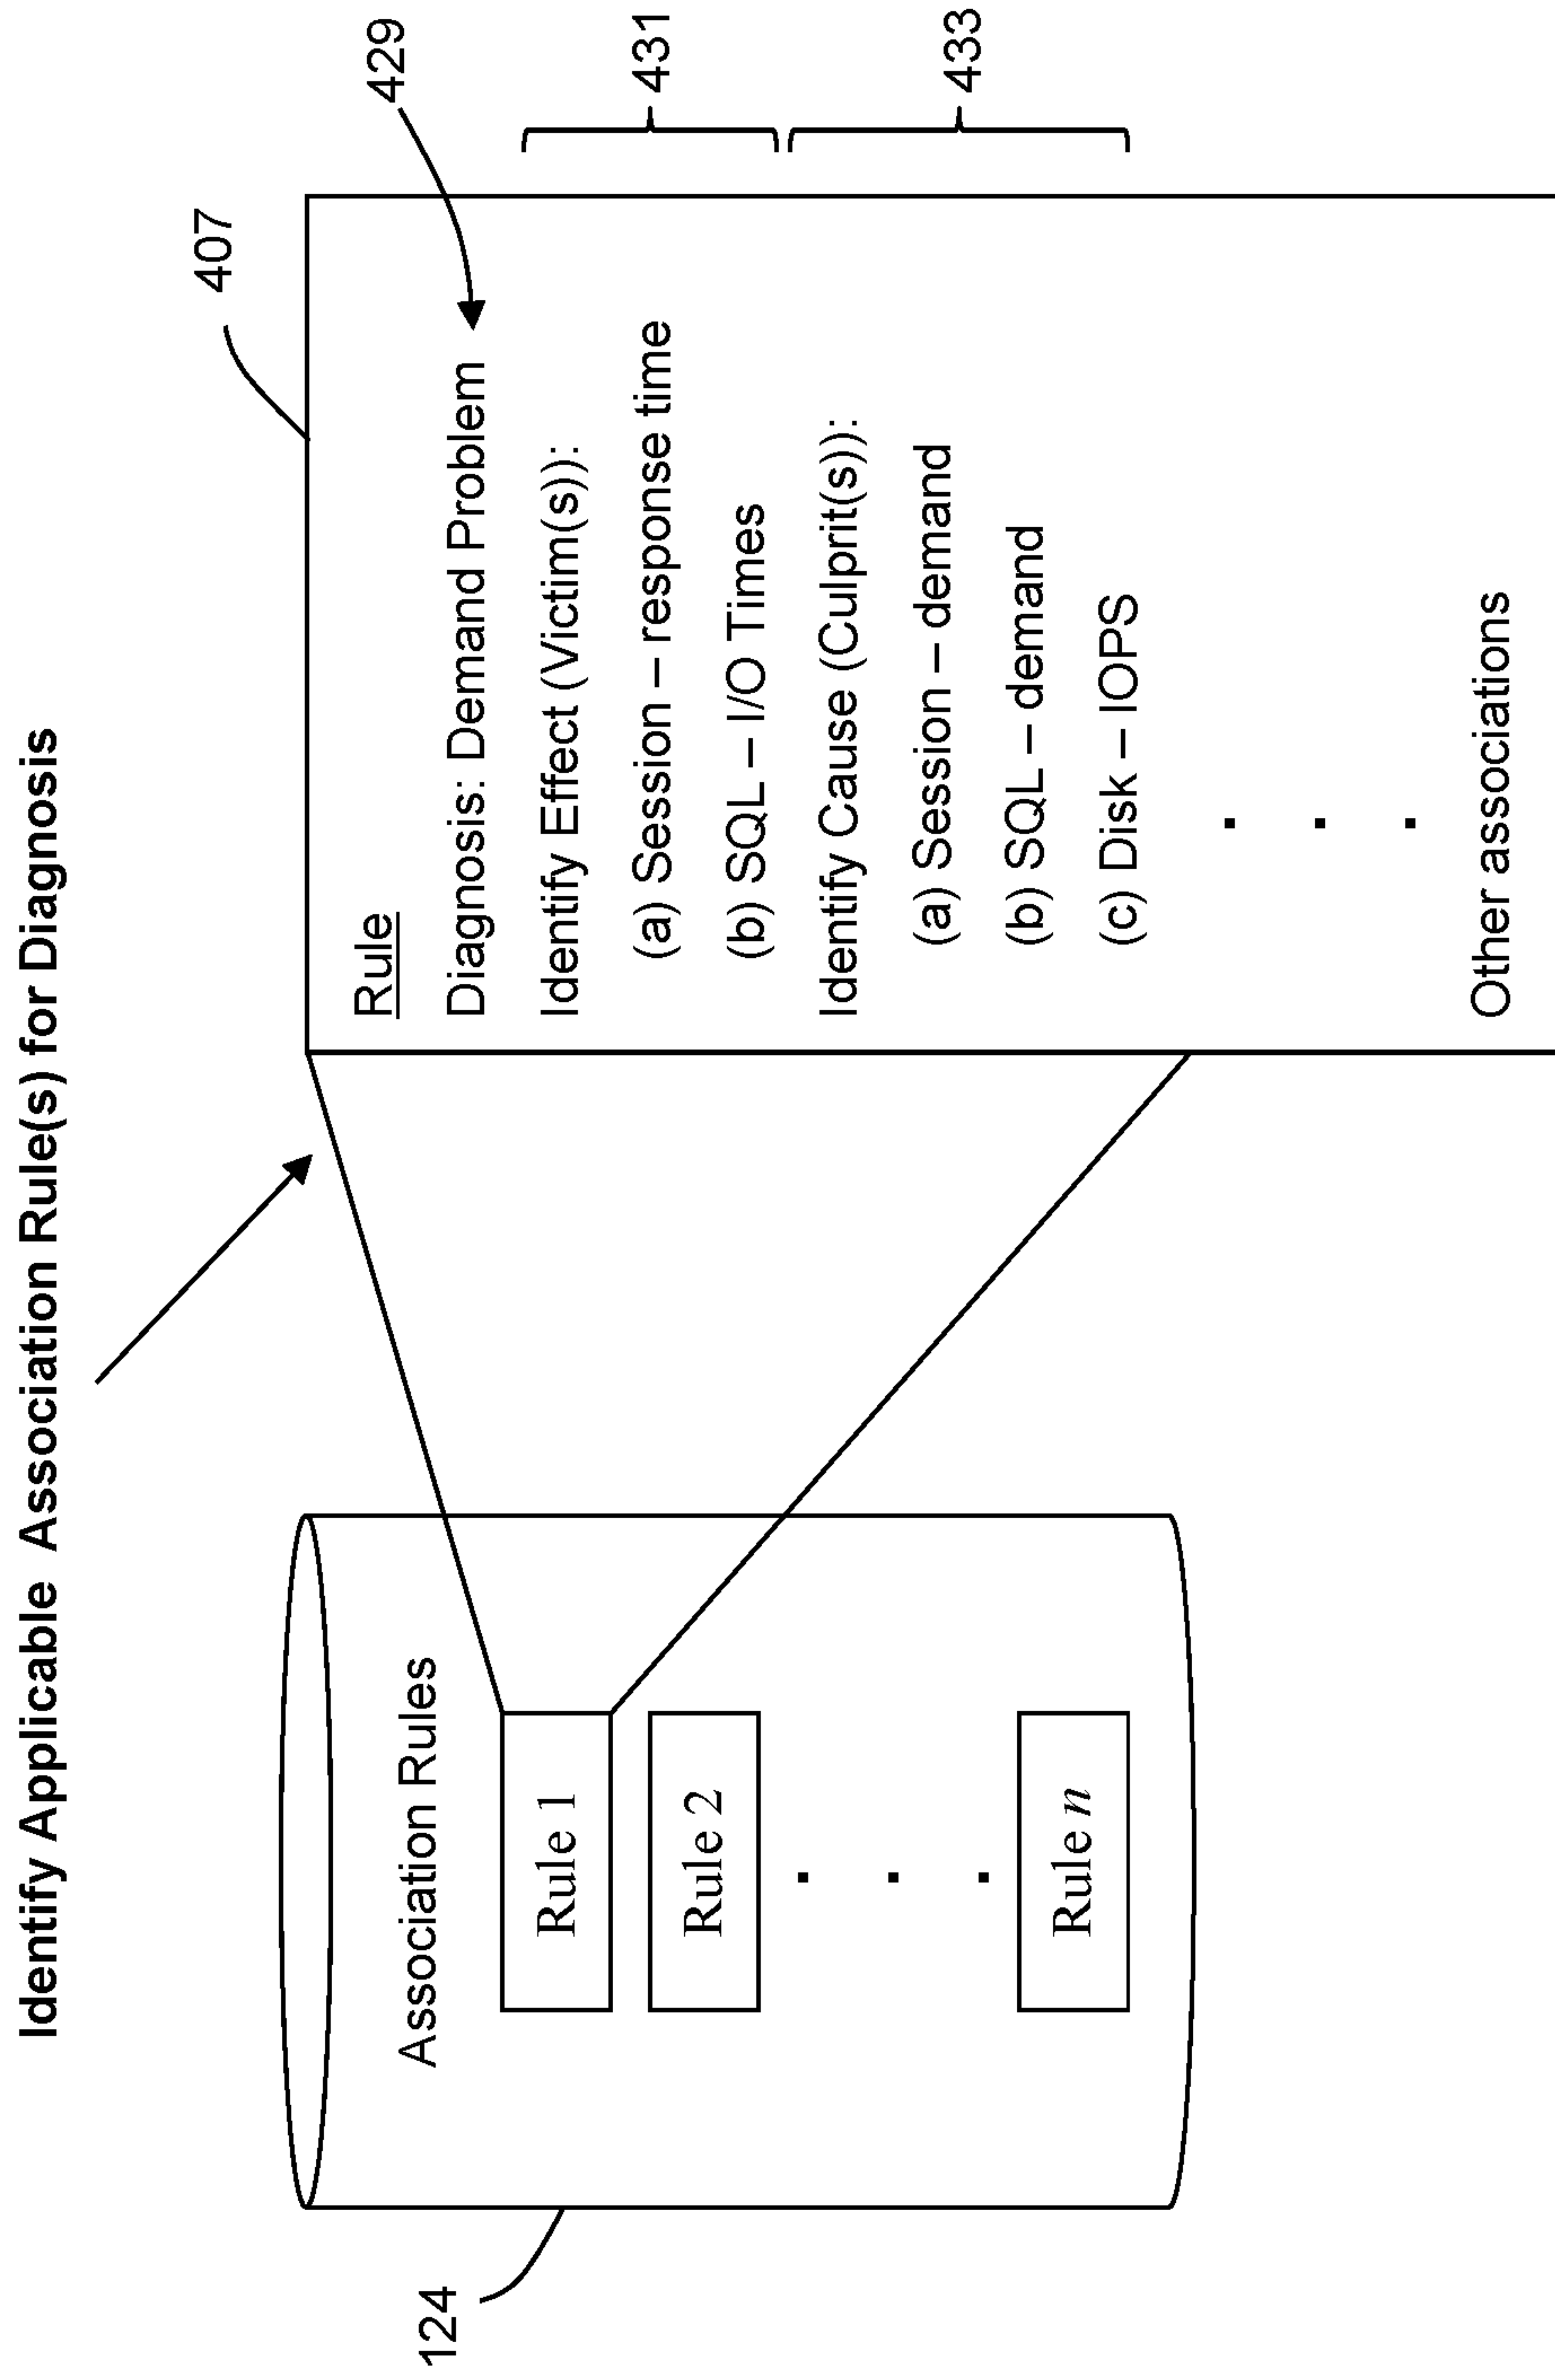 Identify Applicable Association Rule(s) for Diagnosis
124
Association Rules
Rule 1
Rule 2
Rule n
407
429
Rule
Diagnosis: Demand Problem
Identify Effect (Victim(s)):
(a) Session – response time
(b) SQL – I/O Times
431
Identify Cause (Culprit(s)):
(a) Session – demand
(b) SQL – demand
(c) Disk – IOPS
433
Other associations